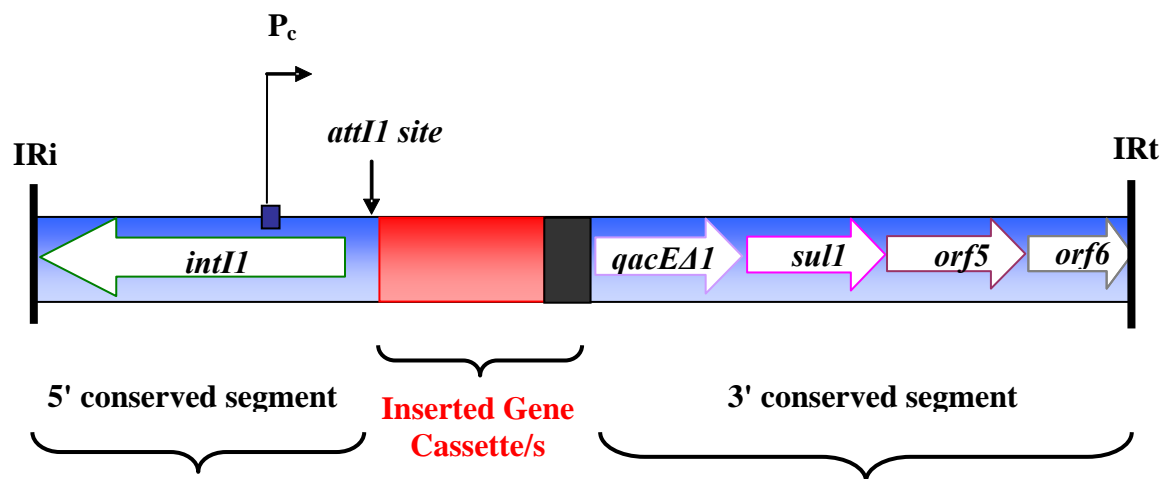 Pc
attI1 site
IRi
IRt
intI1
qacEΔ1
sul1
orf5
orf6
5' conserved segment
Inserted Gene
Cassette/s
3' conserved segment